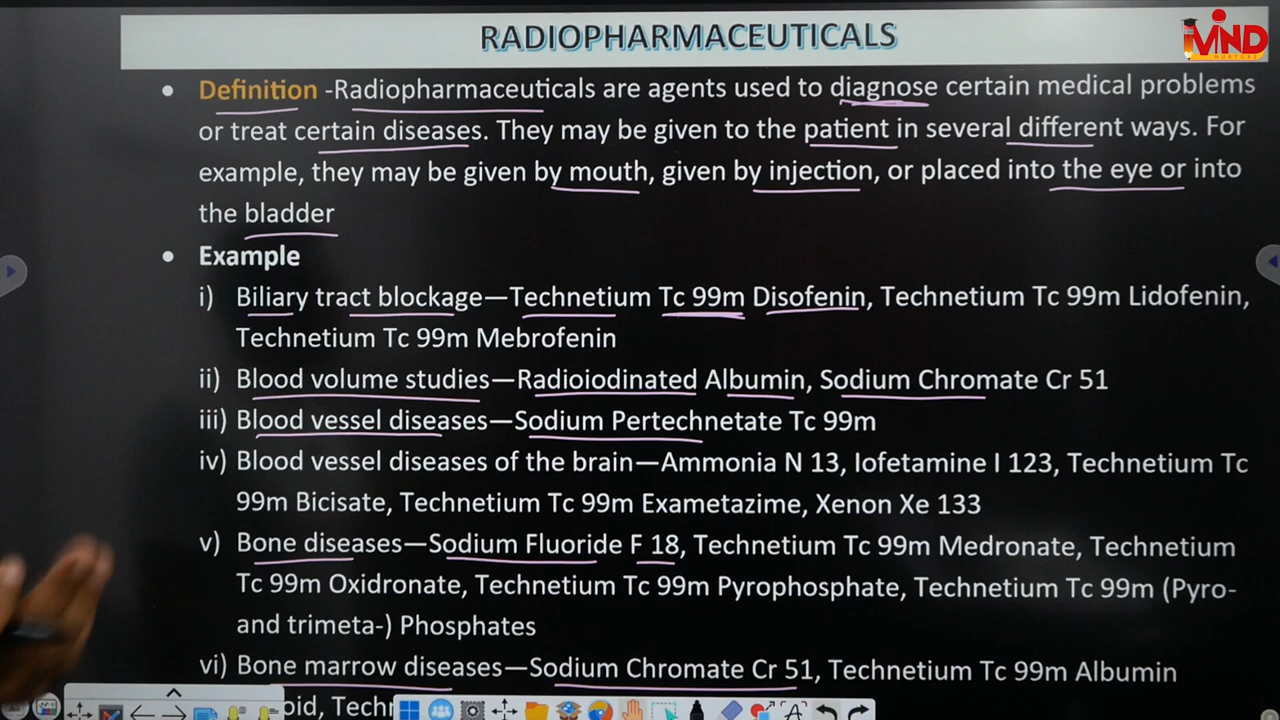 RADIOPHARMACEUTICALS
MIND
NURTURE
• Definition -Radiopharmaceuticals are agents used to diagnose certain medical problems
or treat certain diseases. They may be given to the patient in several different ways. For
example, they may be given by mouth, given by injection, or placed into the eye or into
the bladder
• Example
i) Biliary tract blockage—Technetium Tc 99m Disofenin, Technetium Tc 99m Lidofenin,
Technetium Tc 99m Mebrofenin
ii) Blood volume studies—Radioiodinated Albumin, Sodium Chromate Cr 51
iii) Blood vessel diseases—Sodium Pertechnetate Tc 99m
iv) Blood vessel diseases of the brain—Ammonia N 13, Iofetamine I 123, Technetium Tc
99m Bicisate, Technetium Tc 99m Exametazime, Xenon Xe 133
v) Bone diseases—Sodium Fluoride F 18, Technetium Tc 99m Medronate, Technetium
Tc 99m Oxidronate, Technetium Tc 99m Pyrophosphate, Technetium Tc 99m (Pyro-
and trimeta-) Phosphates
vi) Bone marrow diseases—Sodium Chromate Cr 51, Technetium Tc 99m Albumin